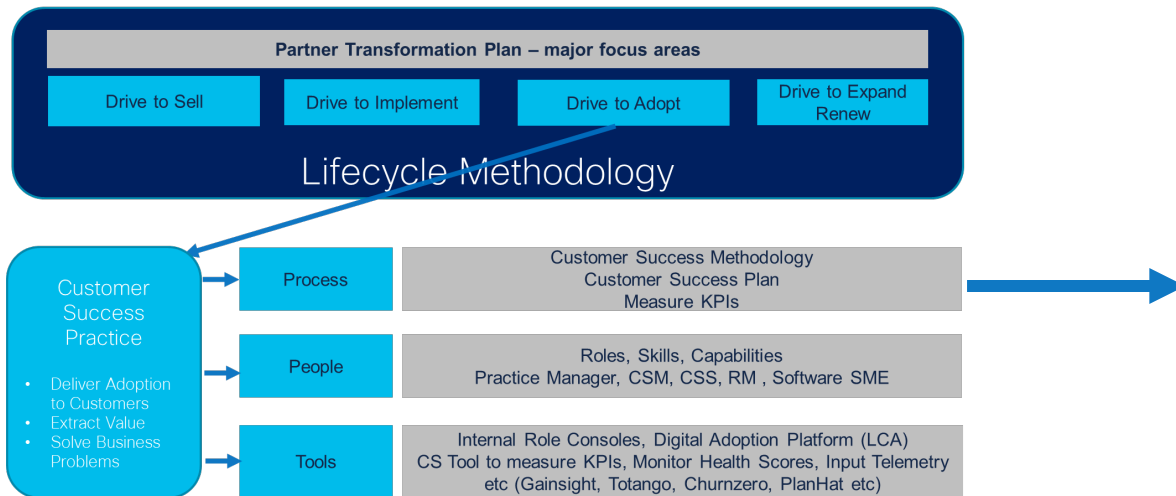 Partner Transformation Plan – major focus areas
Drive to Sell
Drive to Implement
Drive to Adopt
Drive to Expand
Renew
Lifecycle Methodology
Customer
Success
Practice
• Deliver Adoption
to Customers
• Extract Value
• Solve Business
Problems
Process
Customer Success Methodology
Customer Success Plan
Measure KPIs
People
Roles, Skills, Capabilities
Practice Manager, CSM, CSS, RM , Software SME
Tools
Internal Role Consoles, Digital Adoption Platform (LCA)
CS Tool to measure KPIs, Monitor Health Scores, Input Telemetry
etc (Gainsight, Totango, Churnzero, PlanHat etc)